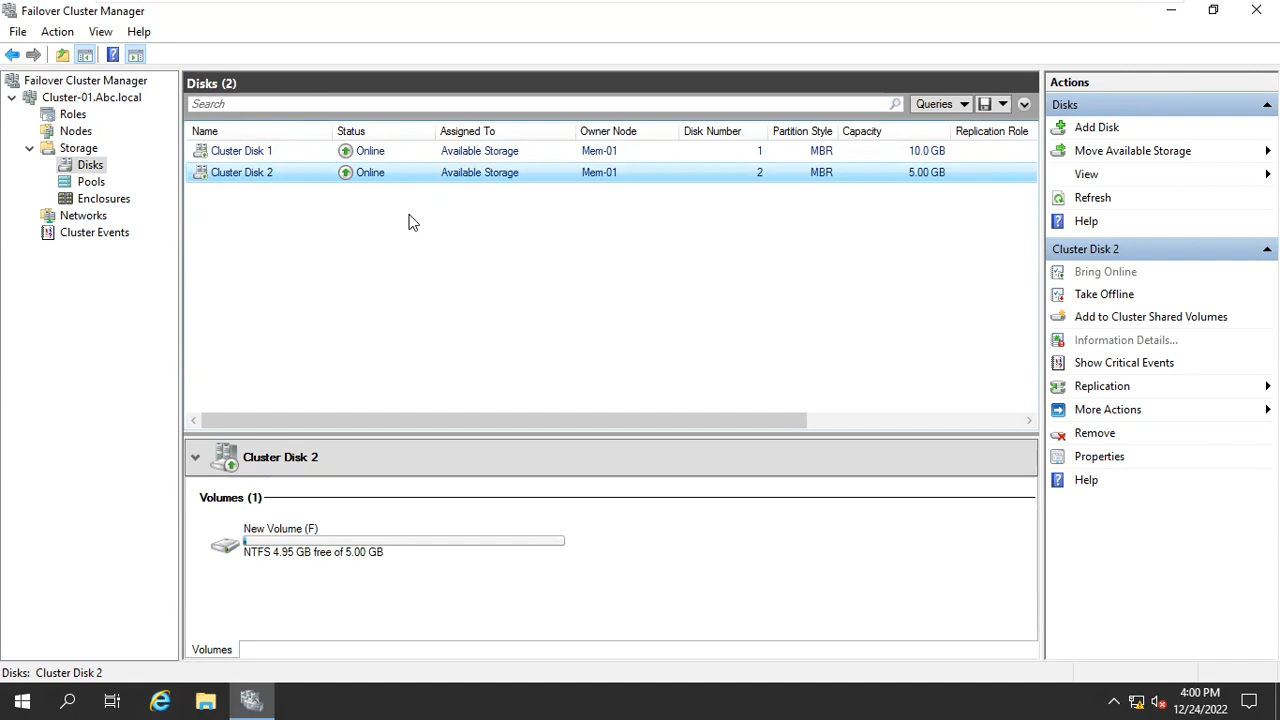 Failover Cluster Manager
File Action View Help
Failover Cluster Manager
Cluster-01.Abc.local
Roles
Nodes
Storage
Disks
Pools
Enclosures
Networks
Cluster Events
Disks (2)
Search
Queries
Name Status Assigned To Owner Node Disk Number Partition Style Capacity Replication Role
Cluster Disk 1 Online Available Storage Mem-01 1 MBR 10.0 GB
Cluster Disk 2 Online Available Storage Mem-01 2 MBR 5.00 GB
Cluster Disk 2
Volumes (1)
New Volume (F)
NTFS 4.95 GB free of 5.00 GB
Volumes
Actions
Disks
Add Disk
Move Available Storage
View
Refresh
Help
Cluster Disk 2
Bring Online
Take Offline
Add to Cluster Shared Volumes
Information Details...
Show Critical Events
Replication
More Actions
Remove
Properties
Help
Disks: Cluster Disk 2
4:00 PM
12/24/2022